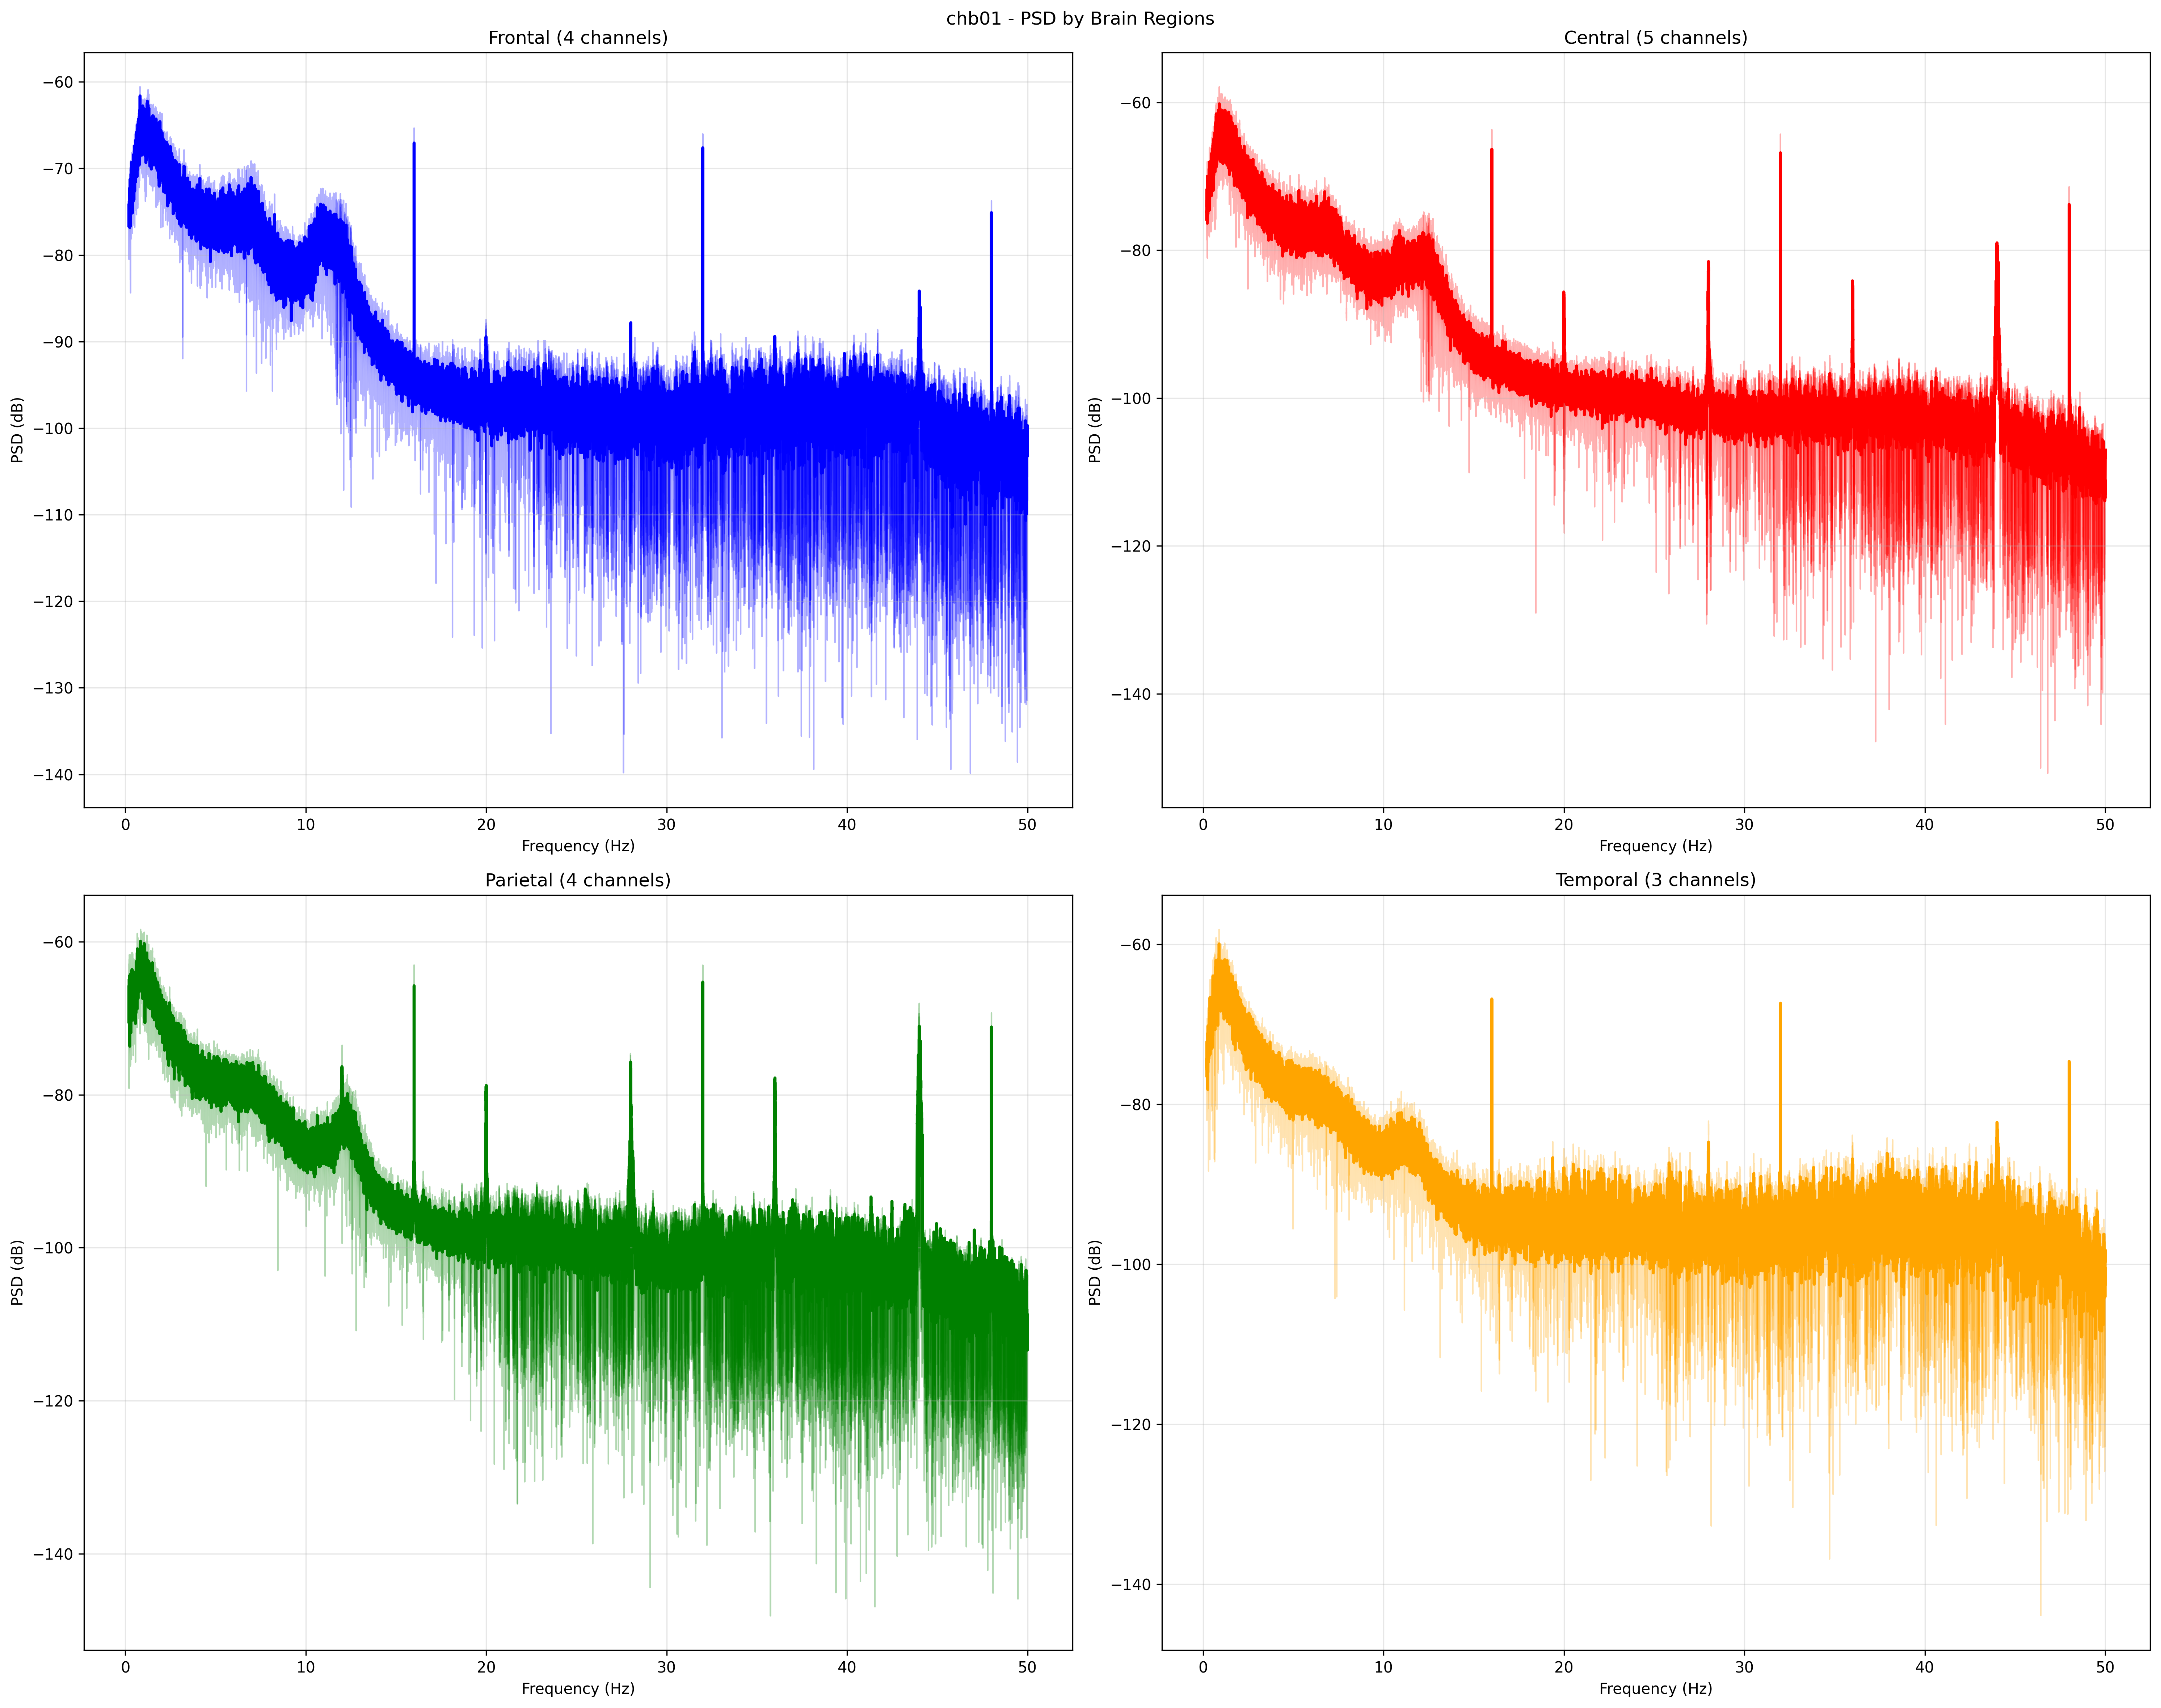 chb01 - PSD by Brain Regions
Frontal (4 channels)
−60
−70
−80
−90
−100
−110
−120
−130
−140
PSD (dB)
0 10 20 30 40 50
Frequency (Hz)
Central (5 channels)
−60
−80
−100
−120
−140
PSD (dB)
0 10 20 30 40 50
Frequency (Hz)
Parietal (4 channels)
−60
−80
−100
−120
−140
PSD (dB)
0 10 20 30 40 50
Frequency (Hz)
Temporal (3 channels)
−60
−80
−100
−120
−140
PSD (dB)
0 10 20 30 40 50
Frequency (Hz)